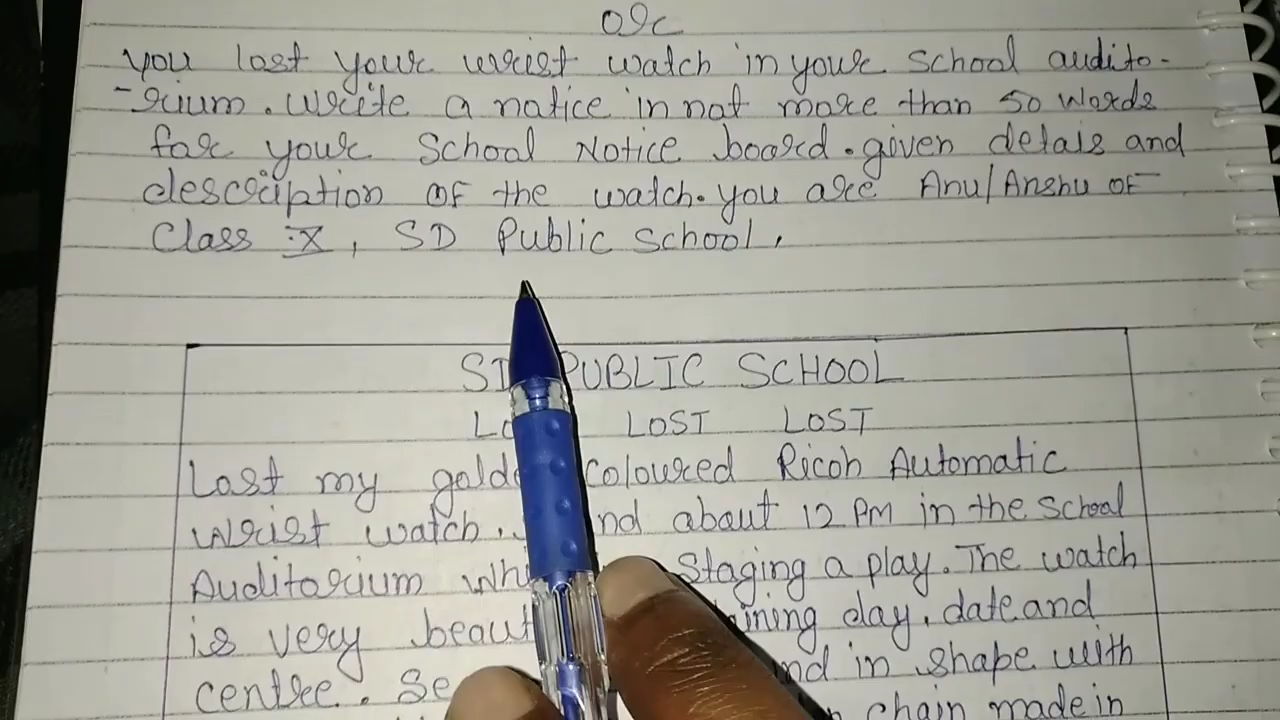 Or
You lost your wrist watch in your school audito-
-rium. Write a notice in not more than 50 words
for your School Notice board. given detals and
description of the watch. you are Anu/Anshu of
Class X, SD Public School.
SD PUBLIC SCHOOL
LOST LOST
Lost my coloured Ricoh Automatic
Wrist watch. about 12 PM in the School
Auditorium staging a play. The watch
is very day, date and
centre. in shape with
chain made in